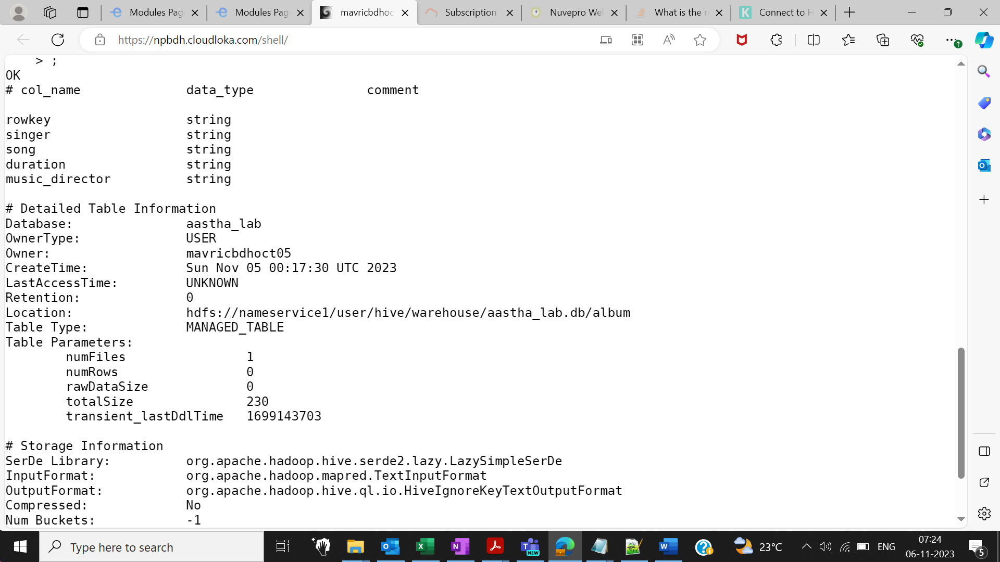 Modules Pag
Modules Pag
mavricbdhoc
Subscription
Nuvepro We
What is the r
Connect to H
https://npbdh.cloudloka.com/shell/
> ;
OK
# col_name data_type comment
rowkey string
singer string
song string
duration string
music_director string
# Detailed Table Information
Database: aastha_lab
OwnerType: USER
Owner: mavricbdhoct05
CreateTime: Sun Nov 05 00:17:30 UTC 2023
LastAccessTime: UNKNOWN
Retention: 0
Location: hdfs://nameservice1/user/hive/warehouse/aastha_lab.db/album
Table Type: MANAGED_TABLE
Table Parameters:
numFiles 1
numRows 0
rawDataSize 0
totalSize 230
transient_lastDdlTime 1699143703
# Storage Information
SerDe Library: org.apache.hadoop.hive.serde2.lazy.LazySimpleSerDe
InputFormat: org.apache.hadoop.mapred.TextInputFormat
OutputFormat: org.apache.hadoop.hive.ql.io.HiveIgnoreKeyTextOutputFormat
Compressed: No
Num Buckets: -1
Type here to search
NEW
23°C
ENG
07:24
06-11-2023
5